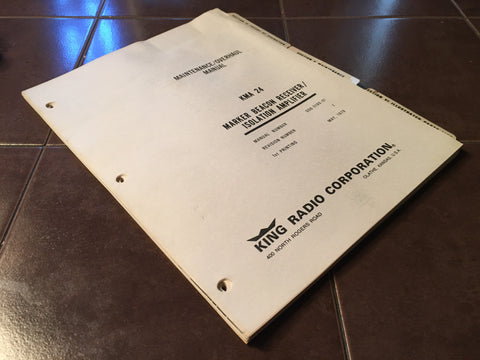 MAINTENANCE-OVERHAUL
MANUAL
KMA 24
MARKER BEACON RECEIVER/
ISOLATION AMPLIFIER
MANUAL NUMBER
REVISION NUMBER
1st PRINTING MAY, 1978
KING RADIO CORPORATION®
400 NORTH ROGERS ROAD OLATHE KANSAS, U.S.A.